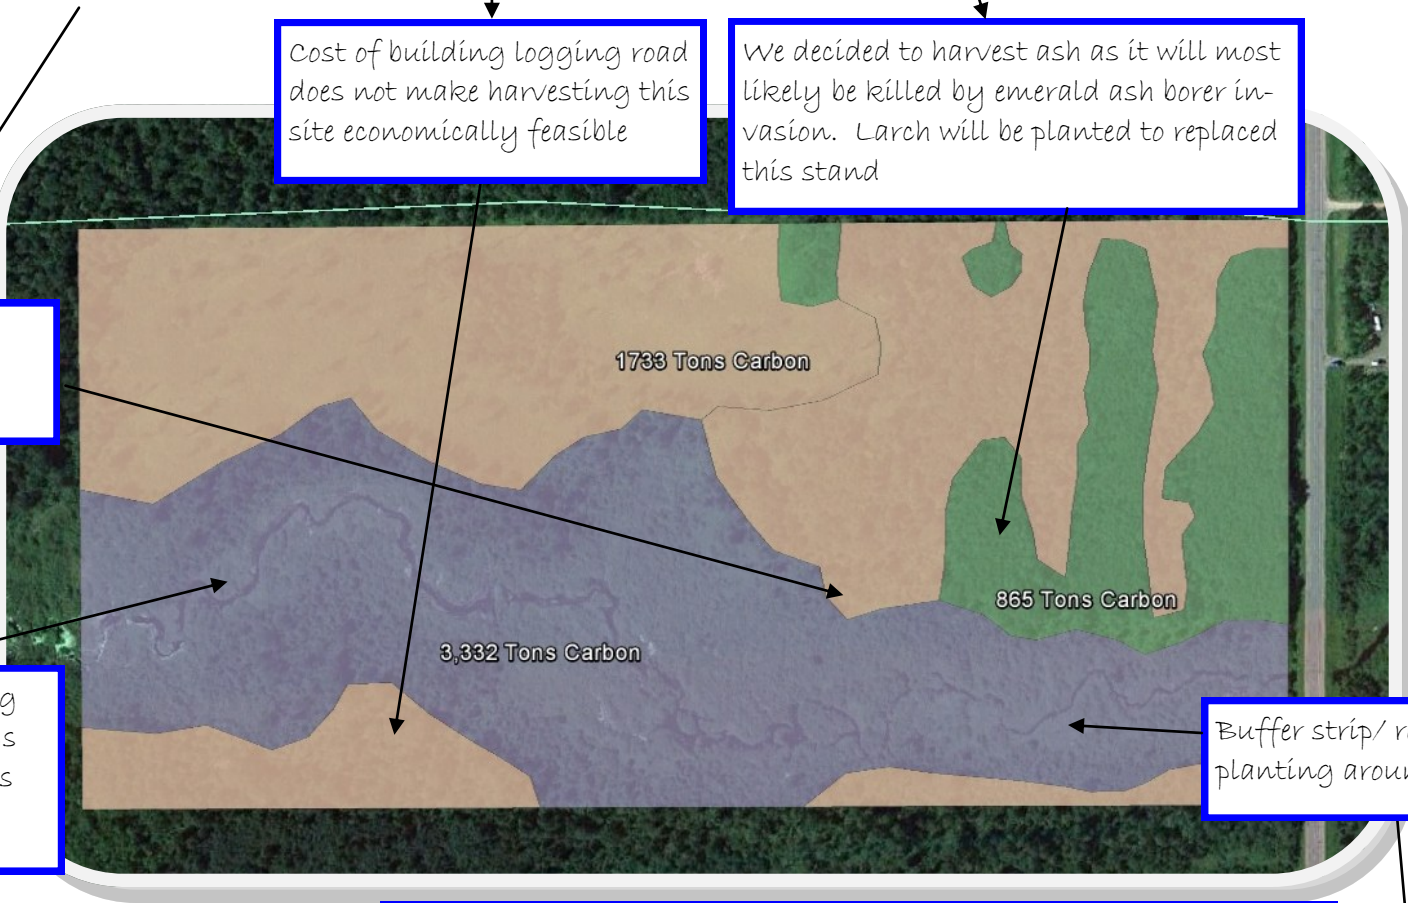 Cost of building logging road
does not make harvesting this
site economically feasible
We decided to harvest ash as it will most
likely be killed by emerald ash borer in-
vasion. Larch will be planted to replaced
this stand
1733 Tons Carbon
865 Tons Carbon
3,332 Tons Carbon
g
s
s
Buffer strip/ r
planting aroun